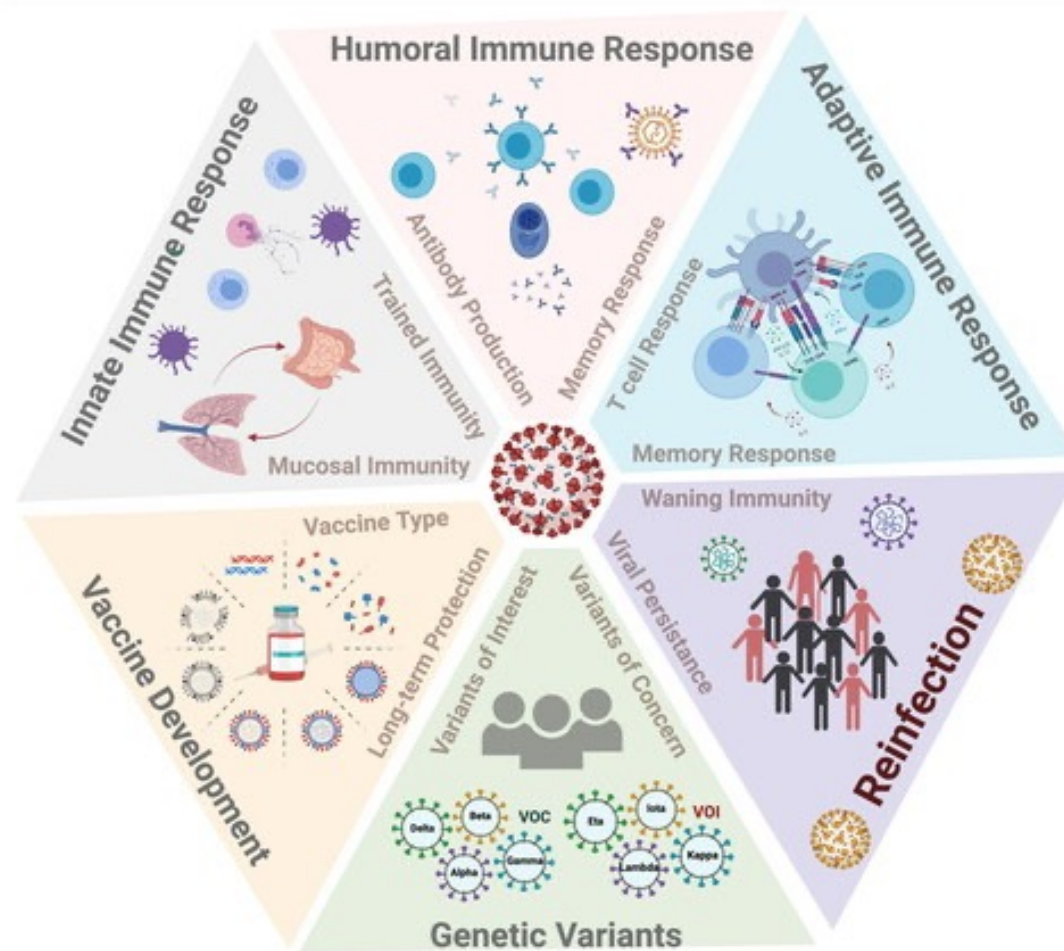 Humoral Immune Response
Antibody Production
Memory Response
Adaptive Immune Response
T cell Response
Memory Response
Innate Immune Response
Trained Immunity
Mucosal Immunity
Waning Immunity
Viral Persistance
Reinfection
Vaccine Type
Long-term Protection
Vaccine Development
Variants of Interest
Variants of Concern
Delta
Beta
VOC
Alpha
Gamma
Eta
Iota
VOI
Lambda
Kappa
Genetic Variants